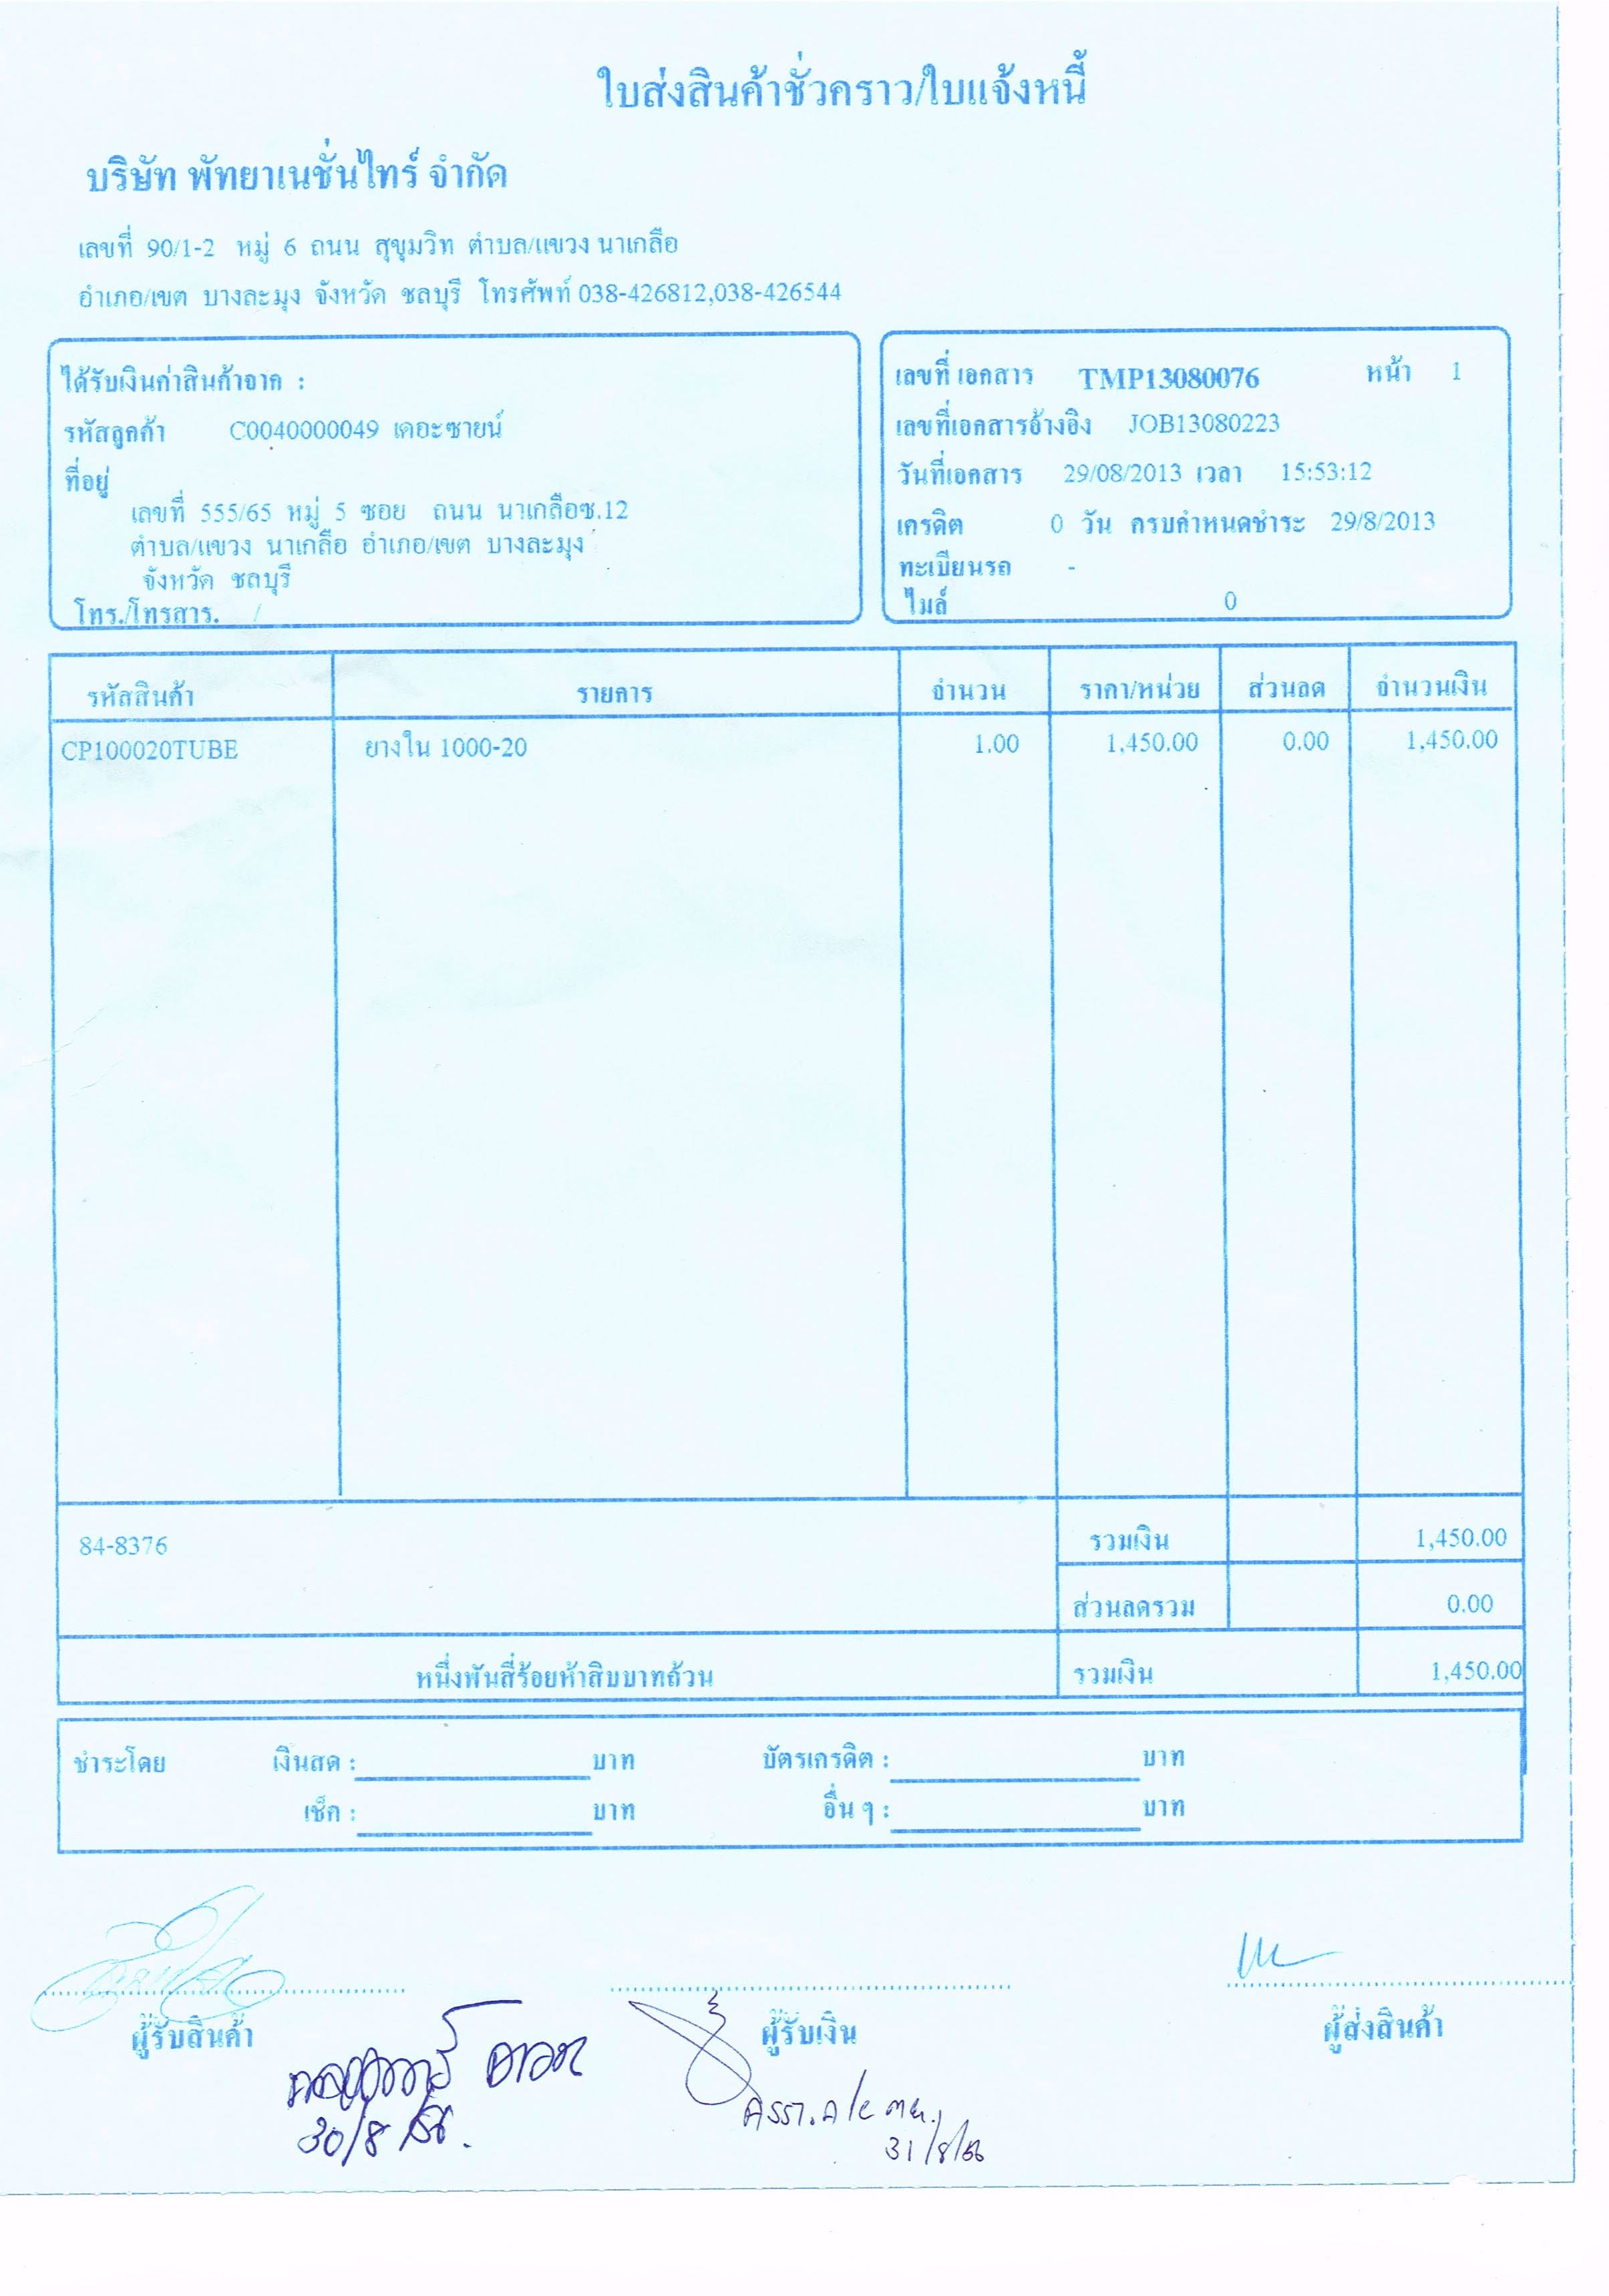 ใบส่งสินค้าชั่วคราว/ใบแจ้งหนี้
บริษัท พัทยาเนชั่นไทร์ จำกัด
เลขที่ 90/1-2 หมู่ 6 ถนน สุขุมวิท ตำบล/แขวง นาเกลือ
อำเภอ/เขต บางละมุง จังหวัด ชลบุรี โทรศัพท์ 038-426812,038-426544
ได้รับเงินค่าสินค้าจาก :
รหัสลูกค้า C0040000049 เดอะซายน์
ที่อยู่
เลขที่ 555/65 หมู่ 5 ซอย ถนน นาเกลือซ.12
ตำบล/แขวง นาเกลือ อำเภอ/เขต บางละมุง
จังหวัด ชลบุรี
โทร./โทรสาร. /
เลขที่ เอกสาร TMP13080076 หน้า 1
เลขที่เอกสารอ้างอิง JOB13080223
วันที่เอกสาร 29/08/2013 เวลา 15:53:12
เครดิต 0 วัน ครบกำหนดชำระ 29/8/2013
ทะเบียนรถ -
ไมล์ 0
รหัสสินค้า รายการ จำนวน ราคา/หน่วย ส่วนลด จำนวนเงิน
CP100020TUBE ยางใน 1000-20 1.00 1,450.00 0.00 1,450.00
84-8376 รวมเงิน 1,450.00
ส่วนลดรวม 0.00
หนึ่งพันสี่ร้อยห้าสิบบาทถ้วน รวมเงิน 1,450.00
ชำระโดย เงินสด : บาท บัตรเครดิต : บาท
เช็ค : บาท อื่น ๆ : บาท
ผู้รับสินค้า ผู้รับเงิน ผู้ส่งสินค้า
30/8/56.
31/8/56